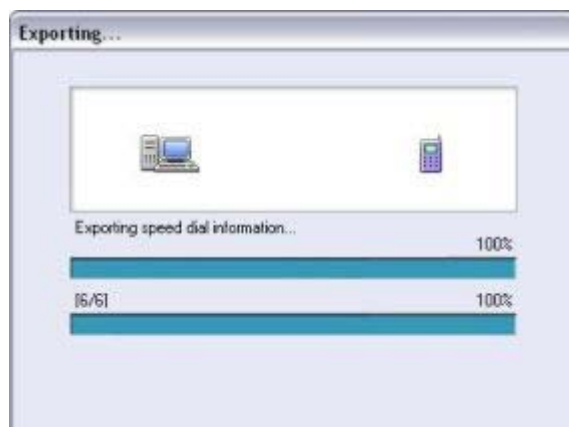 Exporting...
Exporting speed dial information...
100%
[6/6] 100%